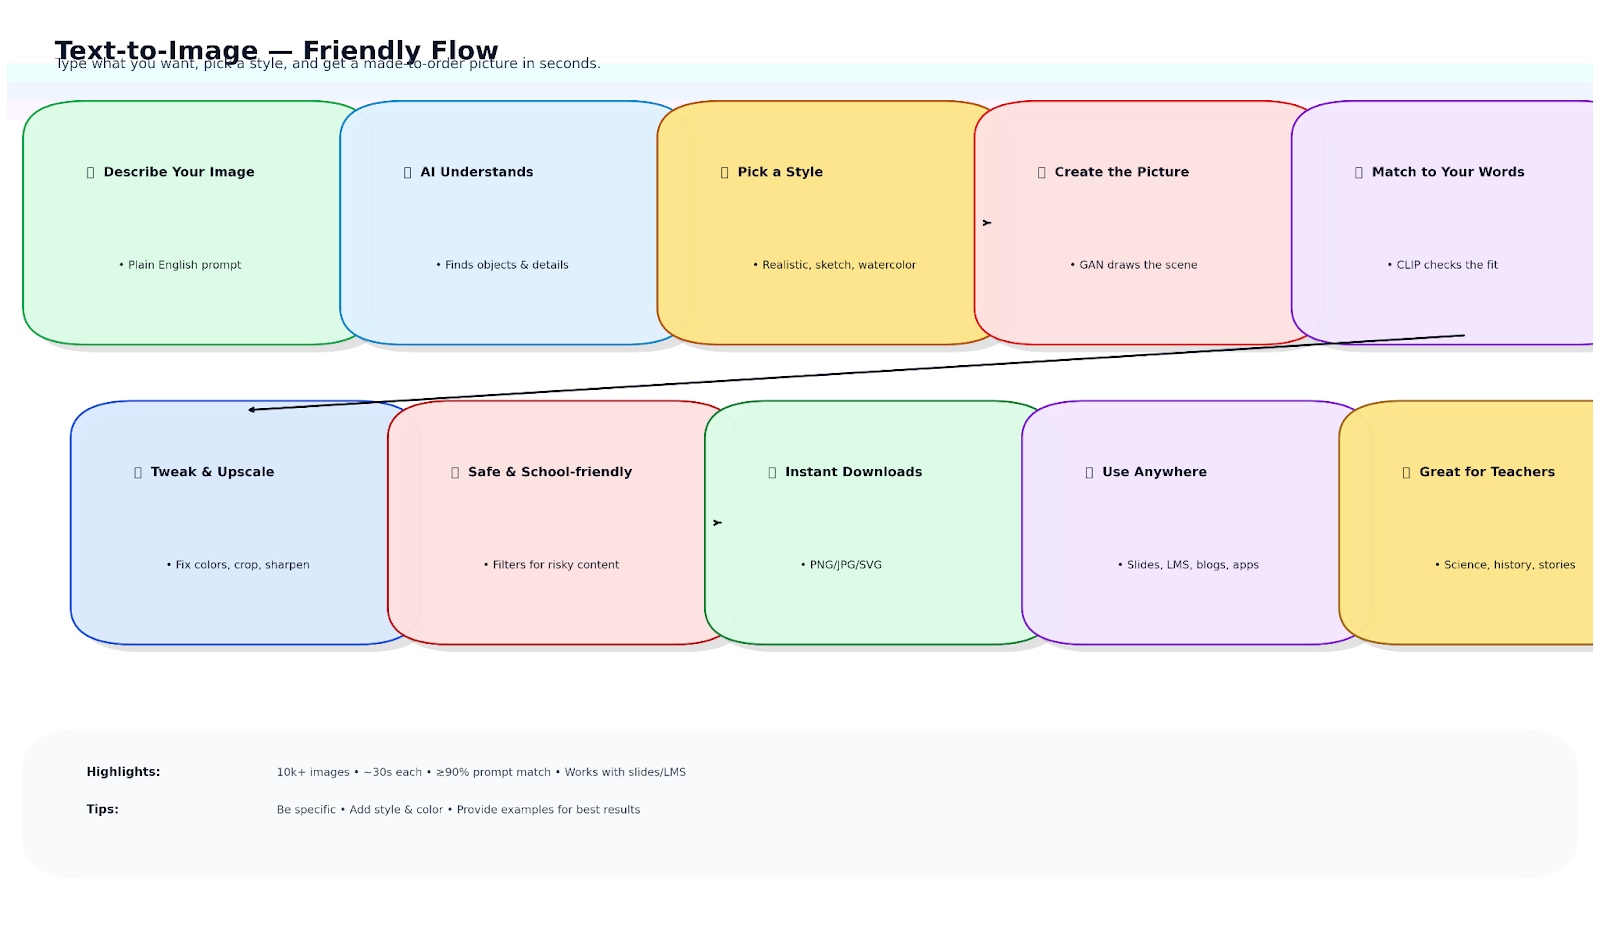 Text-to-Image — Friendly Flow
Type what you want, pick a style, and get a made-to-order picture in seconds.
Describe Your Image
• Plain English prompt
AI Understands
• Finds objects & details
Pick a Style
• Realistic, sketch, watercolor
Create the Picture
• GAN draws the scene
Match to Your Words
• CLIP checks the fit
Tweak & Upscale
• Fix colors, crop, sharpen
Safe & School-friendly
• Filters for risky content
Instant Downloads
• PNG/JPG/SVG
Use Anywhere
• Slides, LMS, blogs, apps
Great for Teachers
• Science, history, stories
Highlights: 10k+ images • ~30s each • ≥90% prompt match • Works with slides/LMS
Tips: Be specific • Add style & color • Provide examples for best results